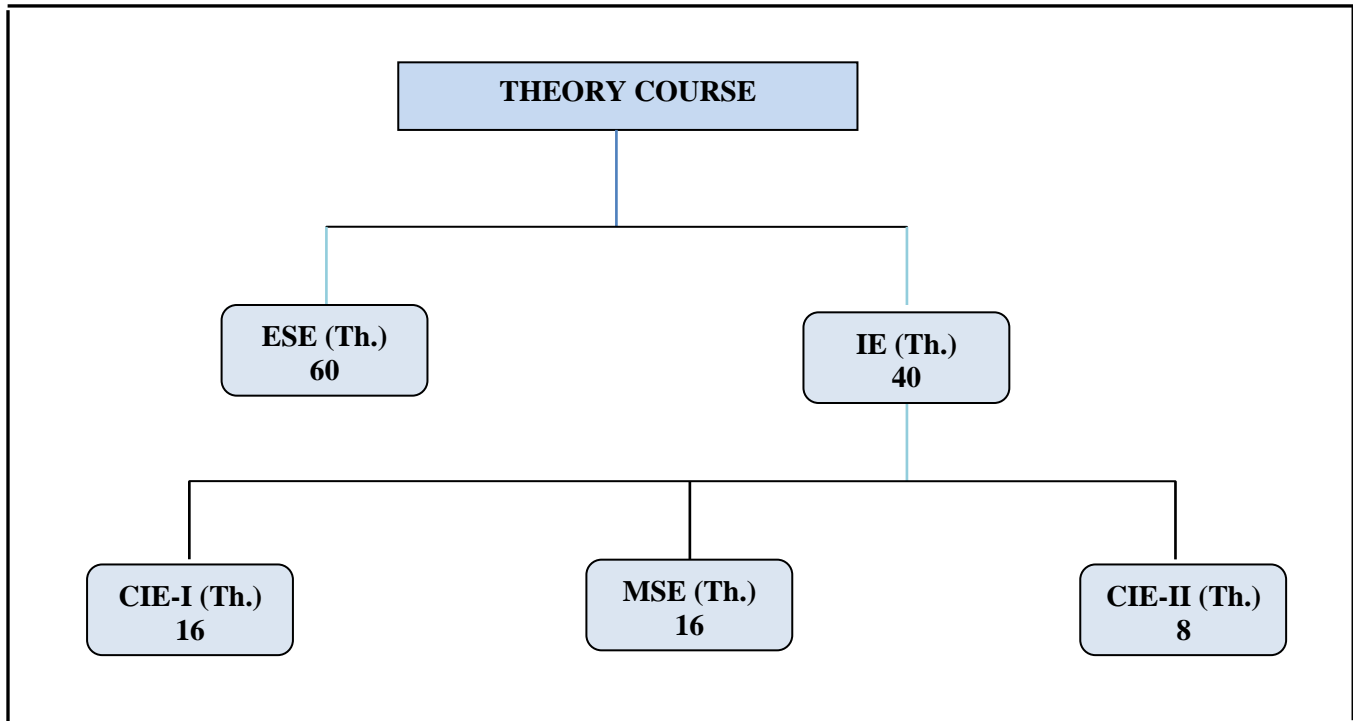 THEORY COURSE
ESE (Th.)
60
IE (Th.)
40
CIE-I (Th.)
16
MSE (Th.)
16
CIE-II (Th.)
8